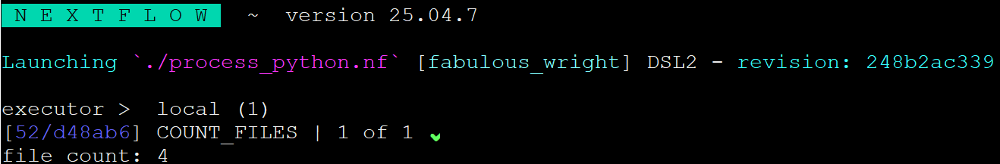 N E X T F L O W ~ version 25.04.7
Launching `./process_python.nf` [fabulous_wright] DSL2 - revision: 248b2ac339
executor > local (1)
[52/d48ab6] COUNT_FILES | 1 of 1 ✔
file count: 4